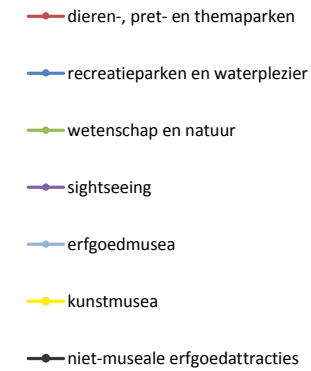 dieren-, pret- en themaparken
recreatieparken en waterplezier
wetenschap en natuur
sightseeing
erfgoedmusea
kunstmusea
niet-museale erfgoedattracties